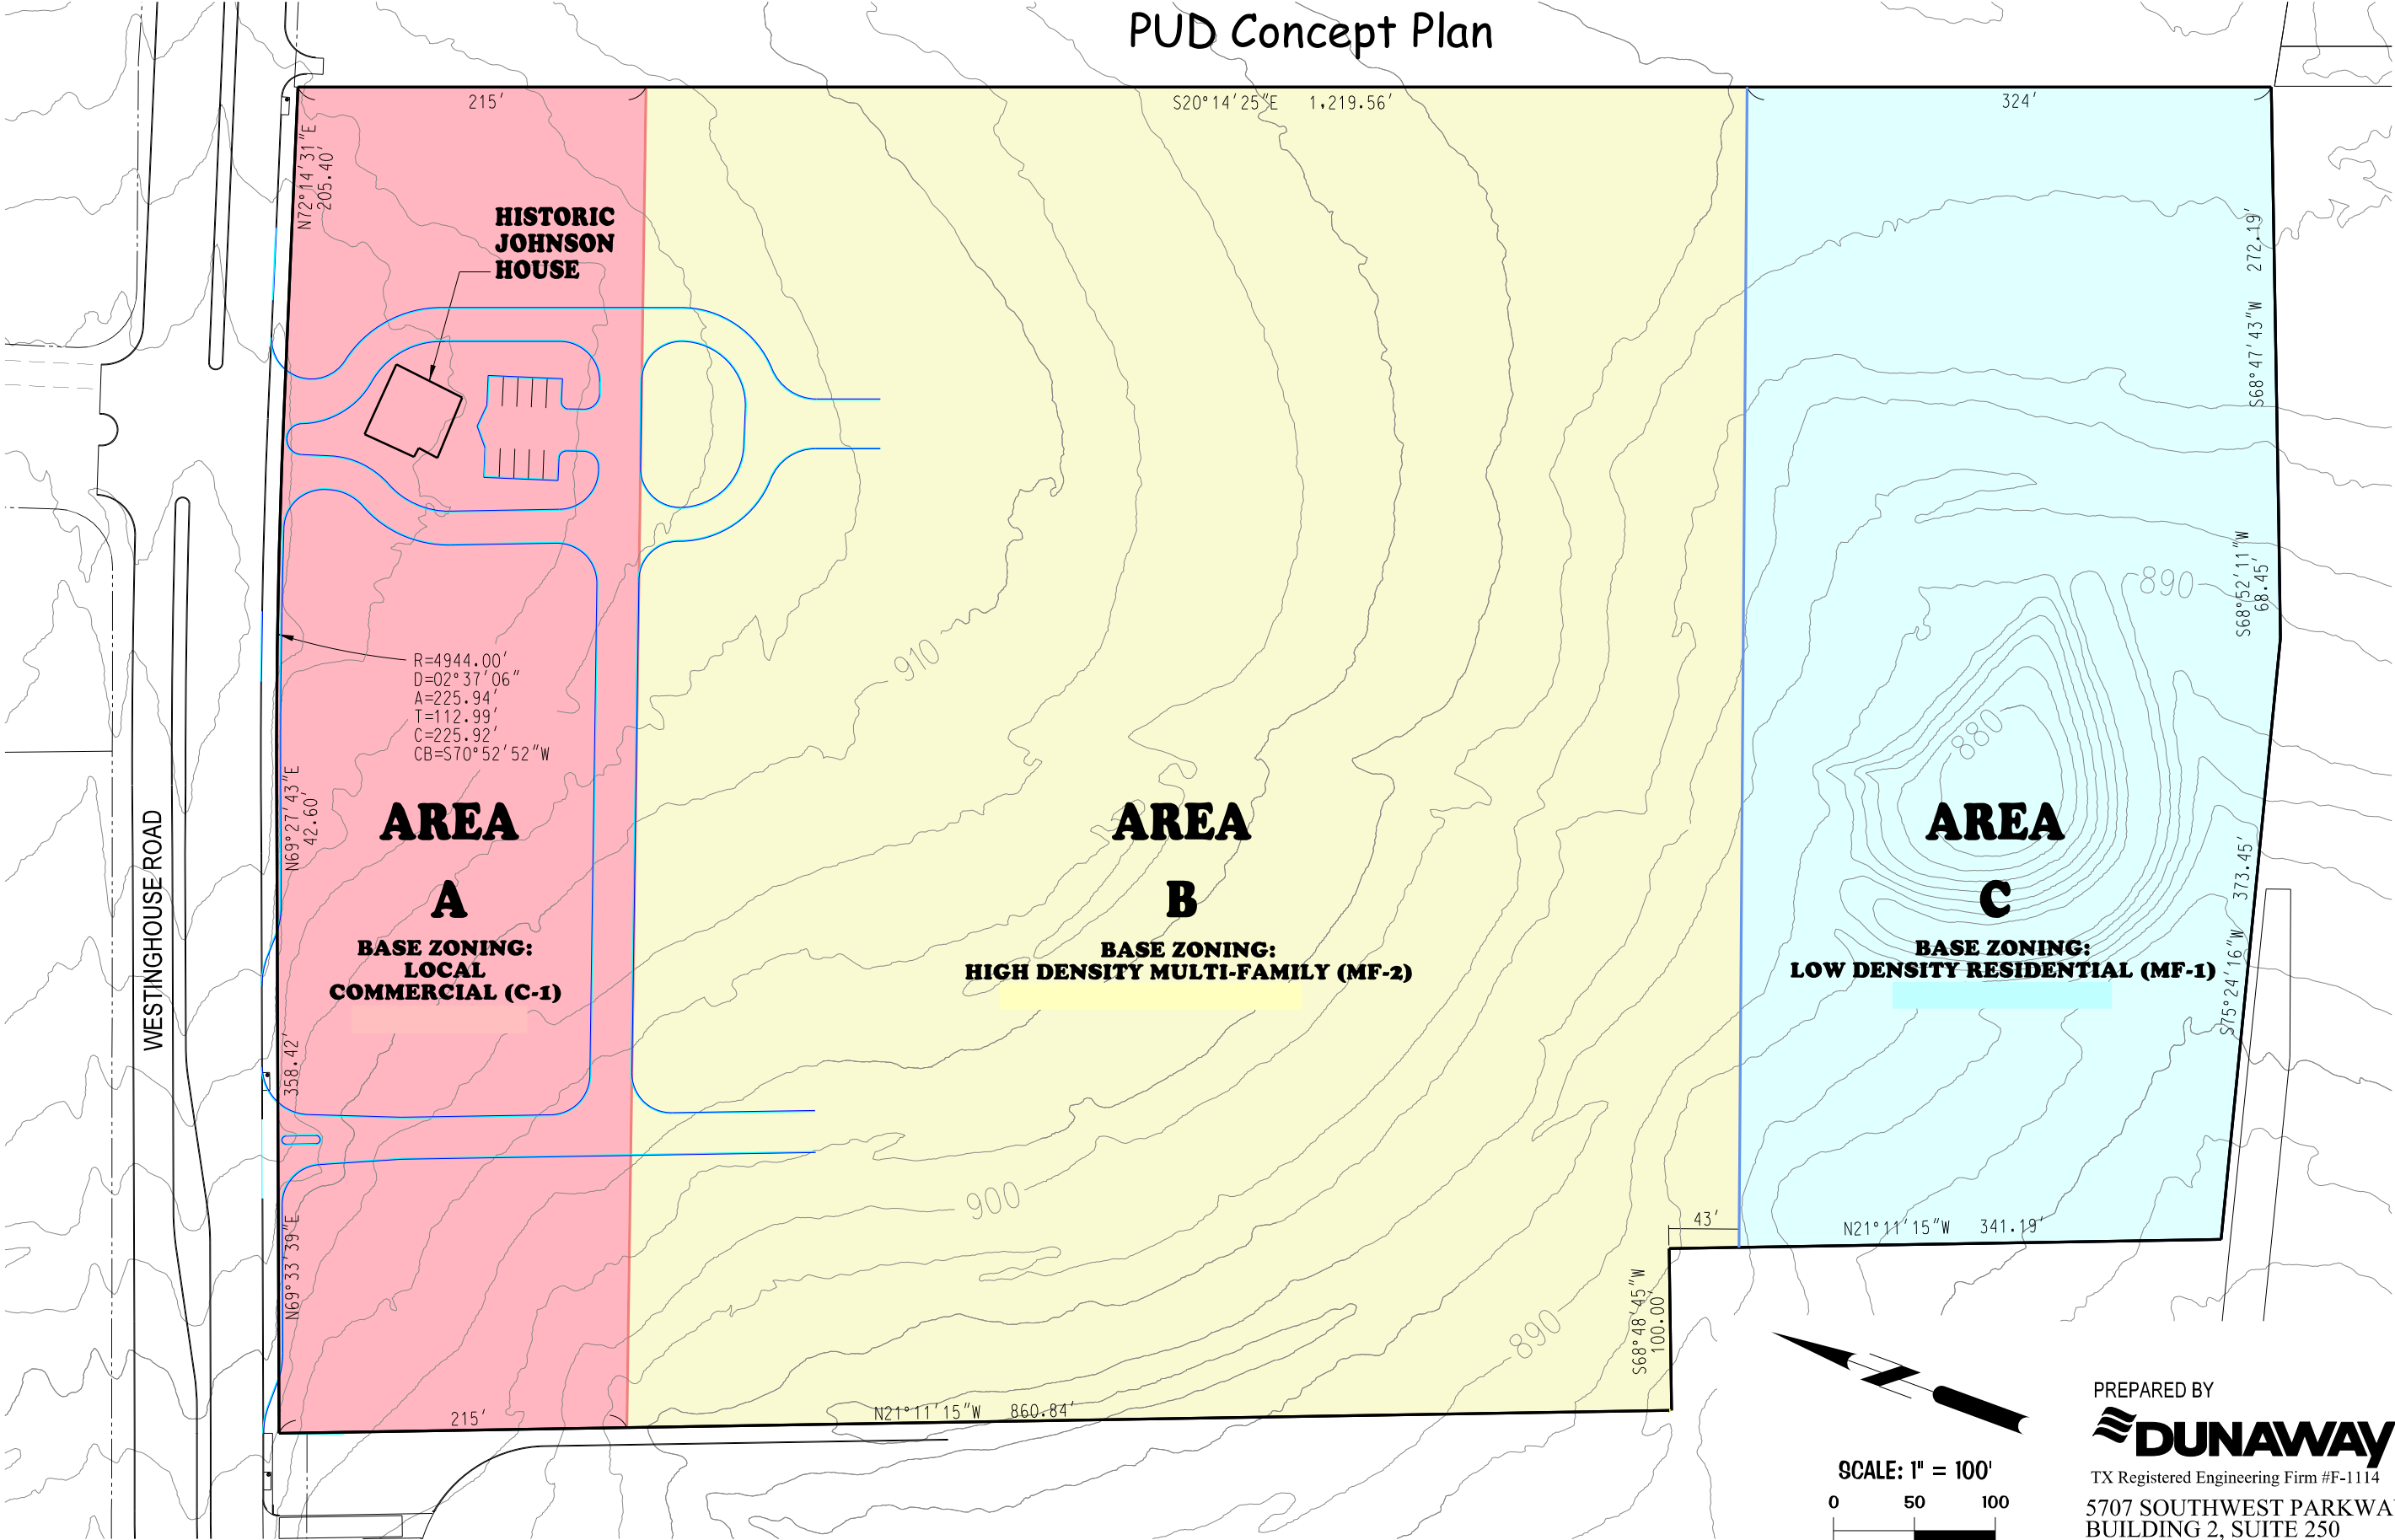 PUD Concept Plan
215'
S20°14'25"E 1,219.56'
324'
N72°14'31"E
205.40'
HISTORIC
JOHNSON
HOUSE
S68°47'43"W 272.19'
S68°52'11"W
68.45'
890
910
R=4944.00'
D=02°37'06"
A=225.94'
T=112.99'
C=225.92'
CB=S70°52'52"W
880
N69°27'43"E
42.60'
WESTINGHOUSE ROAD
AREA
A
BASE ZONING:
LOCAL
COMMERCIAL (C-1)
AREA
B
BASE ZONING:
HIGH DENSITY MULTI-FAMILY (MF-2)
AREA
C
BASE ZONING:
LOW DENSITY RESIDENTIAL (MF-1)
S75°24'16"W 373.45'
N69°33'39"E 358.42'
900
43'
N21°11'15"W 341.19'
S68°48'45"W
100.00'
890
215'
N21°11'15"W 860.84'
SCALE: 1" = 100'
0 50 100
PREPARED BY
DUNAWAY
TX Registered Engineering Firm #F-1114
5707 SOUTHWEST PARKWA
BUILDING 2, SUITE 250